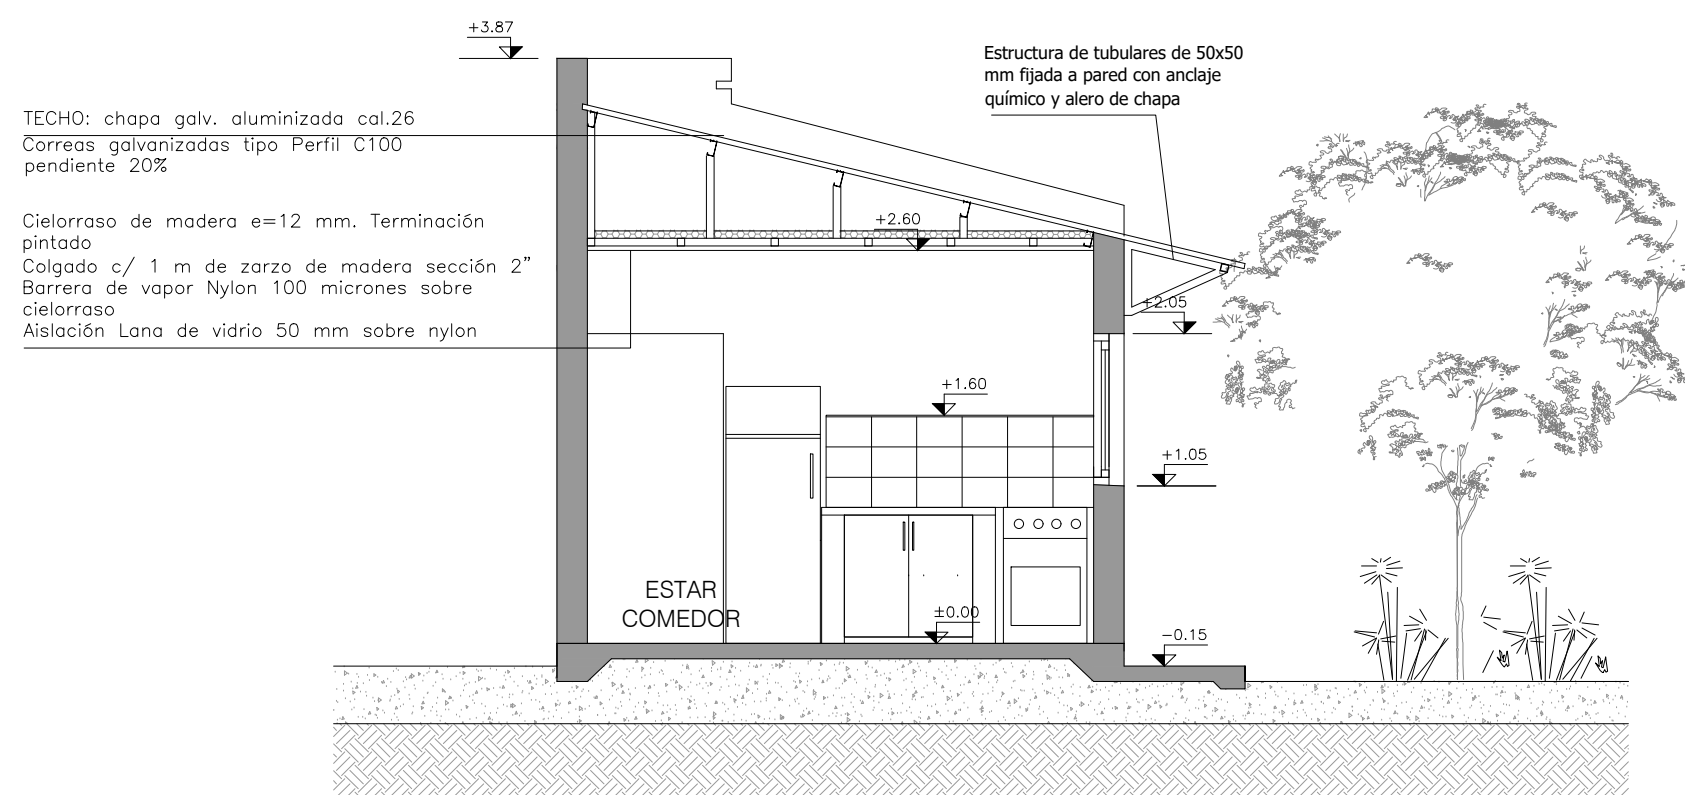 +3.87
Estructura de tubulares de 50x50
mm fijada a pared con anclaje
químico y alero de chapa
TECHO: chapa galv. aluminizada cal.26
Correas galvanizadas tipo Perfil C100
pendiente 20%
Cielorraso de madera e=12 mm. Terminación
pintado
Colgado c/ 1 m de zarzo de madera sección 2”
Barrera de vapor Nylon 100 micrones sobre
cielorraso
Aislación Lana de vidrio 50 mm sobre nylon
+2.60
+2.05
+1.60
+1.05
ESTAR
COMEDOR
±0.00
−0.15